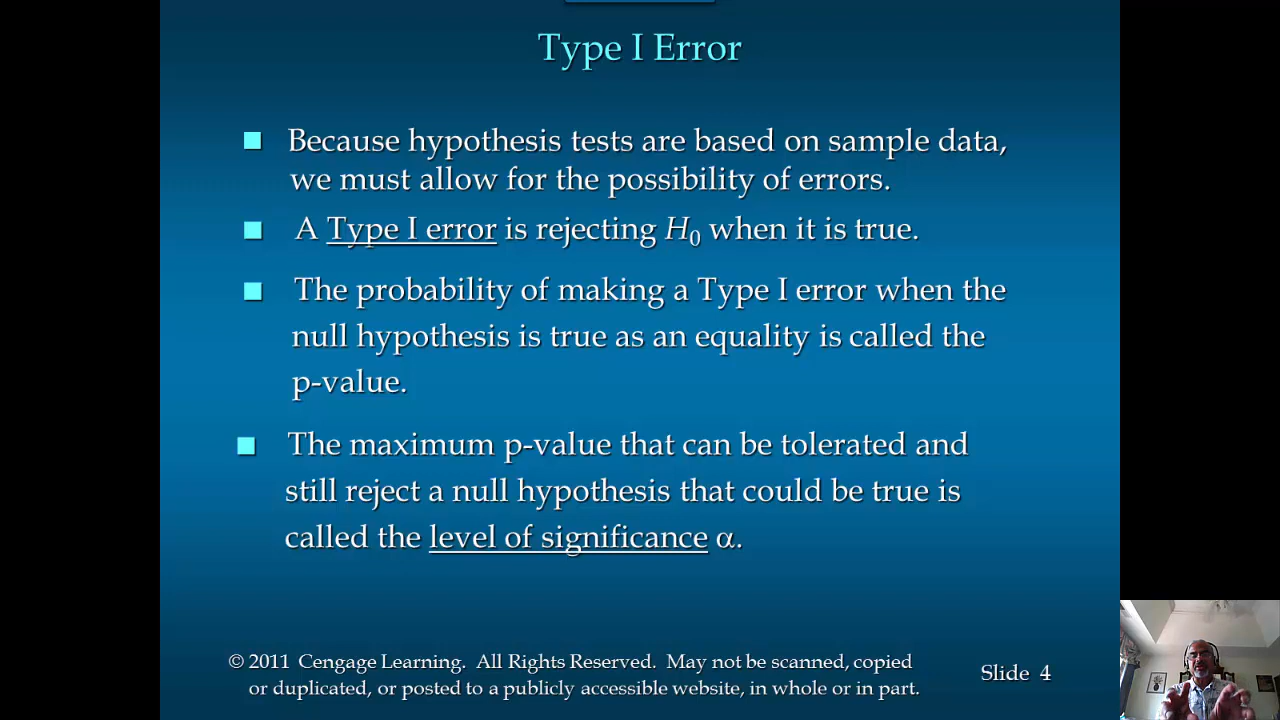 Type I Error
Because hypothesis tests are based on sample data,
we must allow for the possibility of errors.
A Type I error is rejecting H₀ when it is true.
The probability of making a Type I error when the
null hypothesis is true as an equality is called the
p-value.
The maximum p-value that can be tolerated and
still reject a null hypothesis that could be true is
called the level of significance α.
© 2011 Cengage Learning. All Rights Reserved. May not be scanned, copied
or duplicated, or posted to a publicly accessible website, in whole or in part.
Slide 4